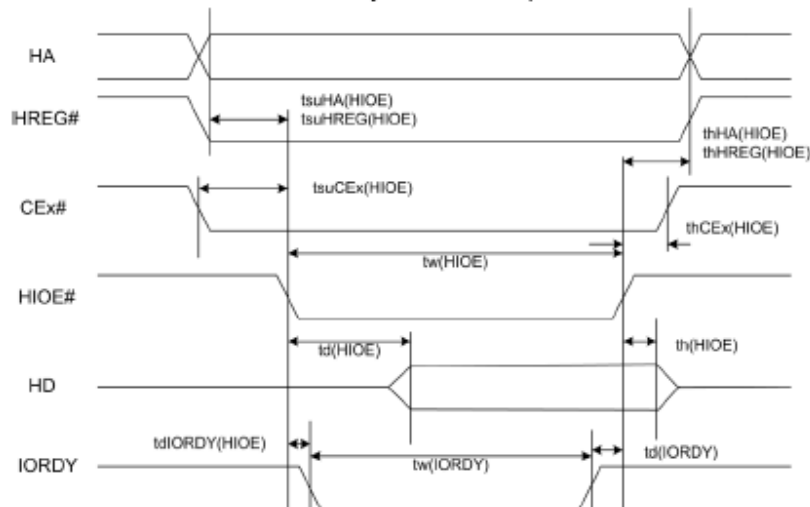 HA
tsuHA(HIOE)
tsuHREG(HIOE)
IHREG#
thHA(HIOE)
thHREG(HIOE)
tsuCEx(HIOE)
CEx#
thCEx(HIOE)
tw(HIOE)
HIOE#
td(HIOE)
th(HIOE)
HD
tdIORDY(HIOE)
IORDY
tw(IORDY)
td(IORDY)